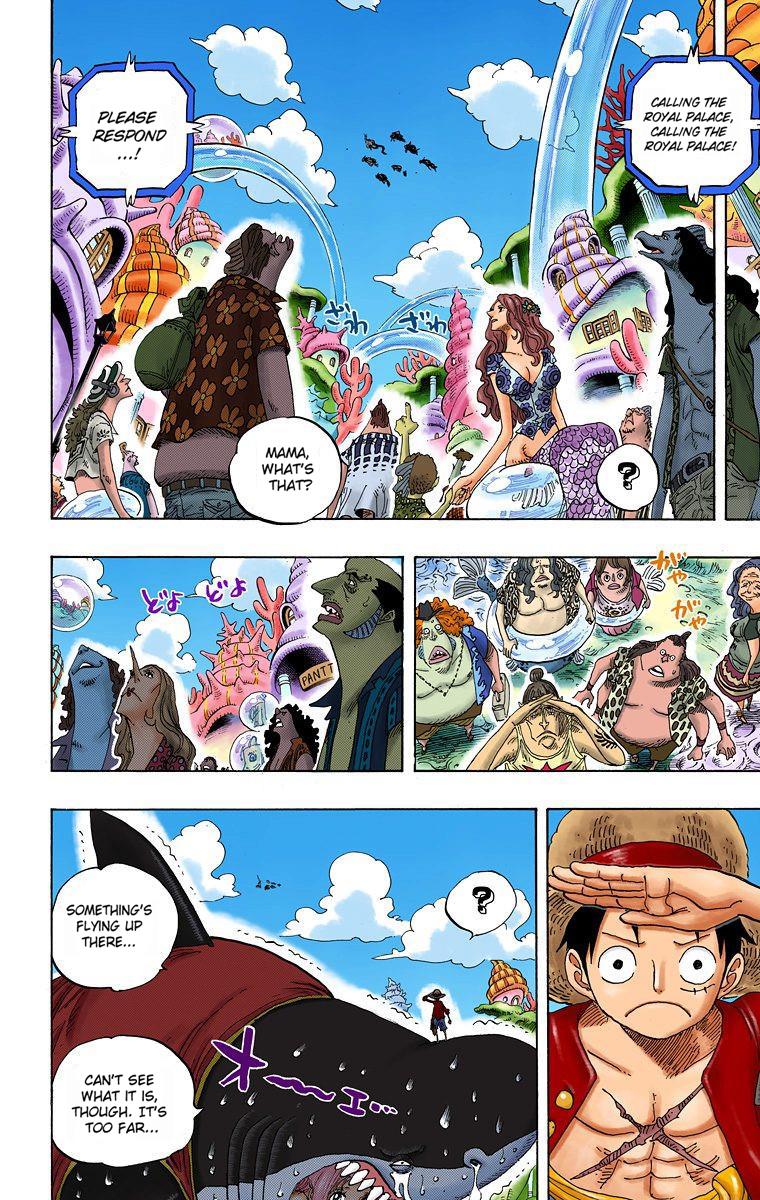 CALLING THE
ROYAL PALACE,
CALLING THE
ROYAL PALACE!
PLEASE
RESPOND
...!
ざわ
ざわ
MAMA,
WHAT'S
THAT?
?
がや
がや
どよ
どよ
PANTT
?
SOMETHING'S
FLYING UP
THERE...
オ〜〜エ...
CAN'T SEE
WHAT IT IS,
THOUGH. IT'S
TOO FAR...